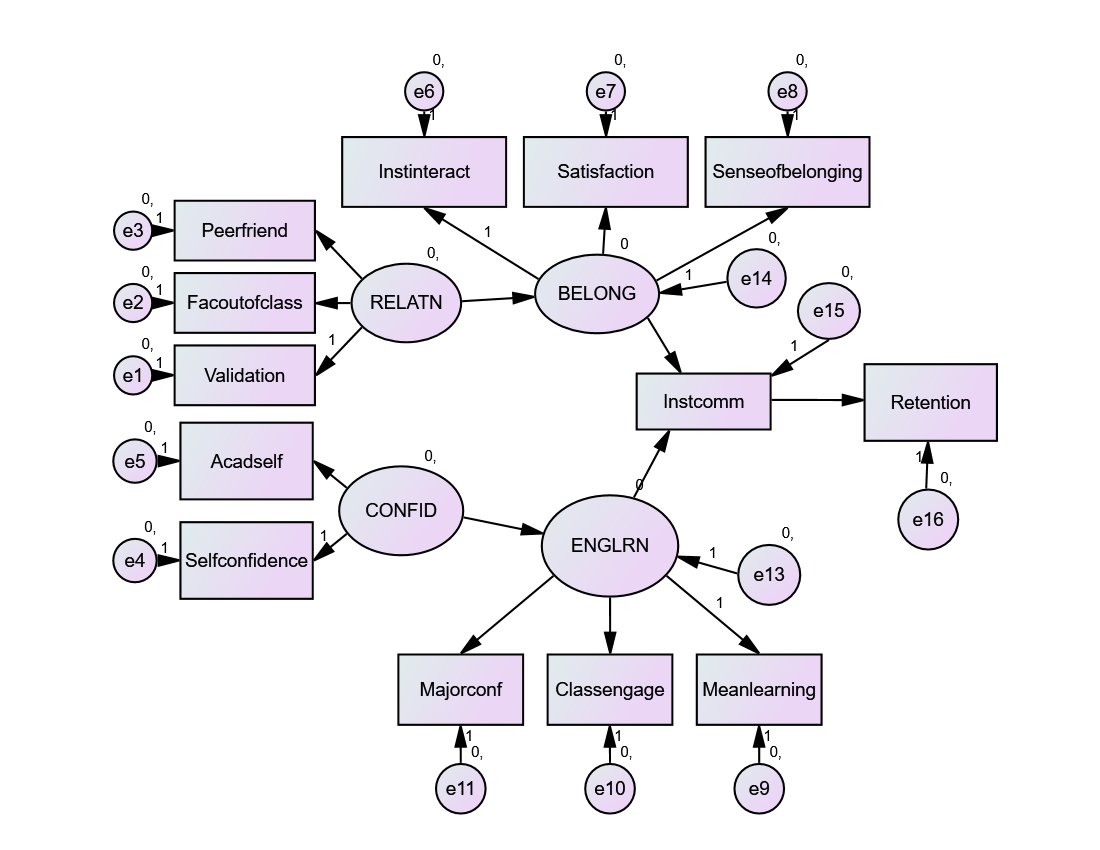 0,
0,
0,
e6
e7
e8
1
1
1
Instinteract
Satisfaction
Senseofbelonging
0,
e3
1
Peerfriend
1
0
0,
0,
0,
e2
1
Facoutofclass
RELATN
BELONG
1
e14
0,
e15
0,
e1
1
Validation
1
1
Instcomm
Retention
0,
e5
1
Acadself
0,
CONFID
0
1
0,
e16
0,
e4
1
Selfconfidence
1
ENGLRN
1
0,
e13
1
Majorconf
Classengage
Meanlearning
1
1
1
0,
0,
0,
e11
e10
e9